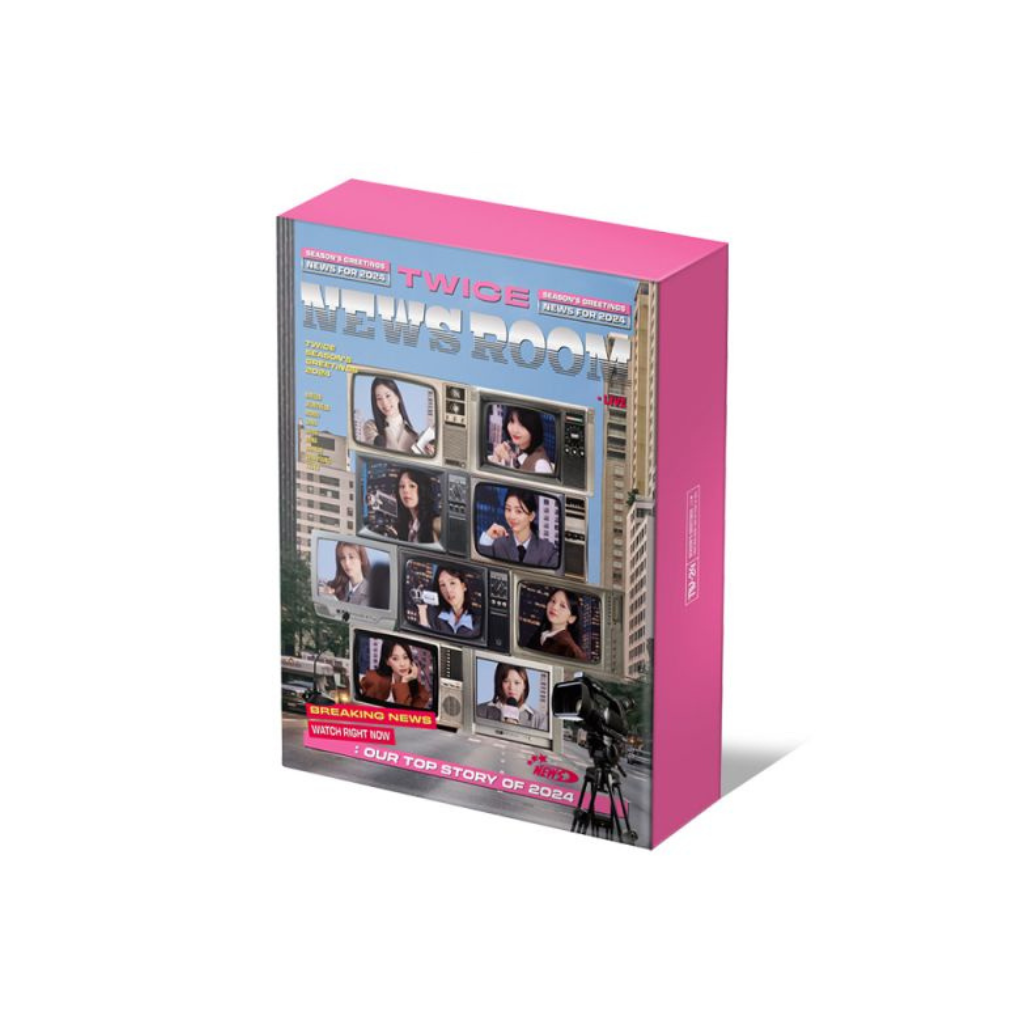 SEASON'S GREETINGS
NEWS FOR 2024
TWICE
SEASON'S GREETINGS
NEWS FOR 2024
NEWS ROOM
TWICE
SEASON'S
GREETINGS
2024
LIVE
BREAKING NEWS
WATCH RIGHT NOW
: OUR TOP STORY OF 2024
NEWS